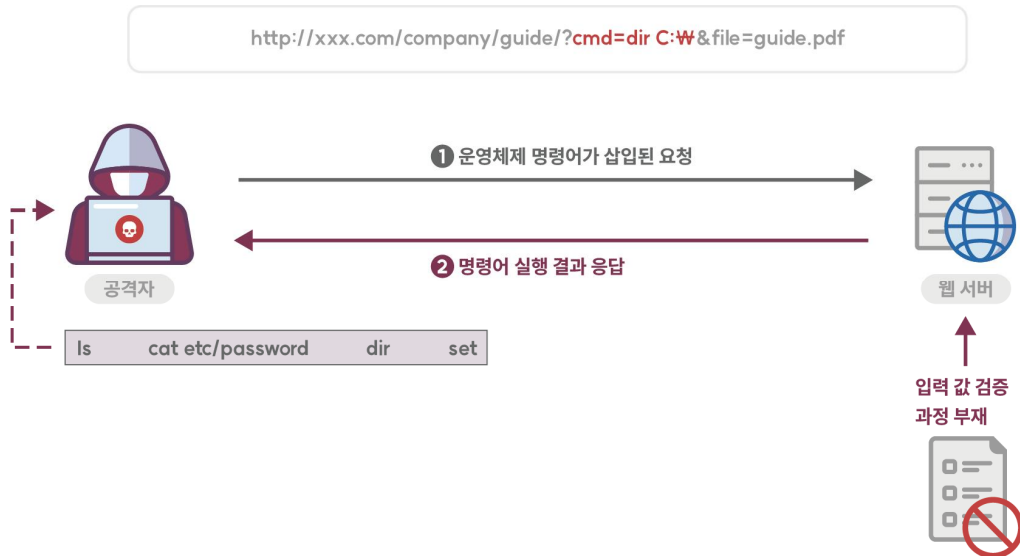 http://xxx.com/company/guide/?cmd=dir C:₩&file=guide.pdf
❶ 운영체제 명령어가 삽입된 요청
❷ 명령어 실행 결과 응답
공격자
웹 서버
ls cat etc/password dir set
입력 값 검증
과정 부재